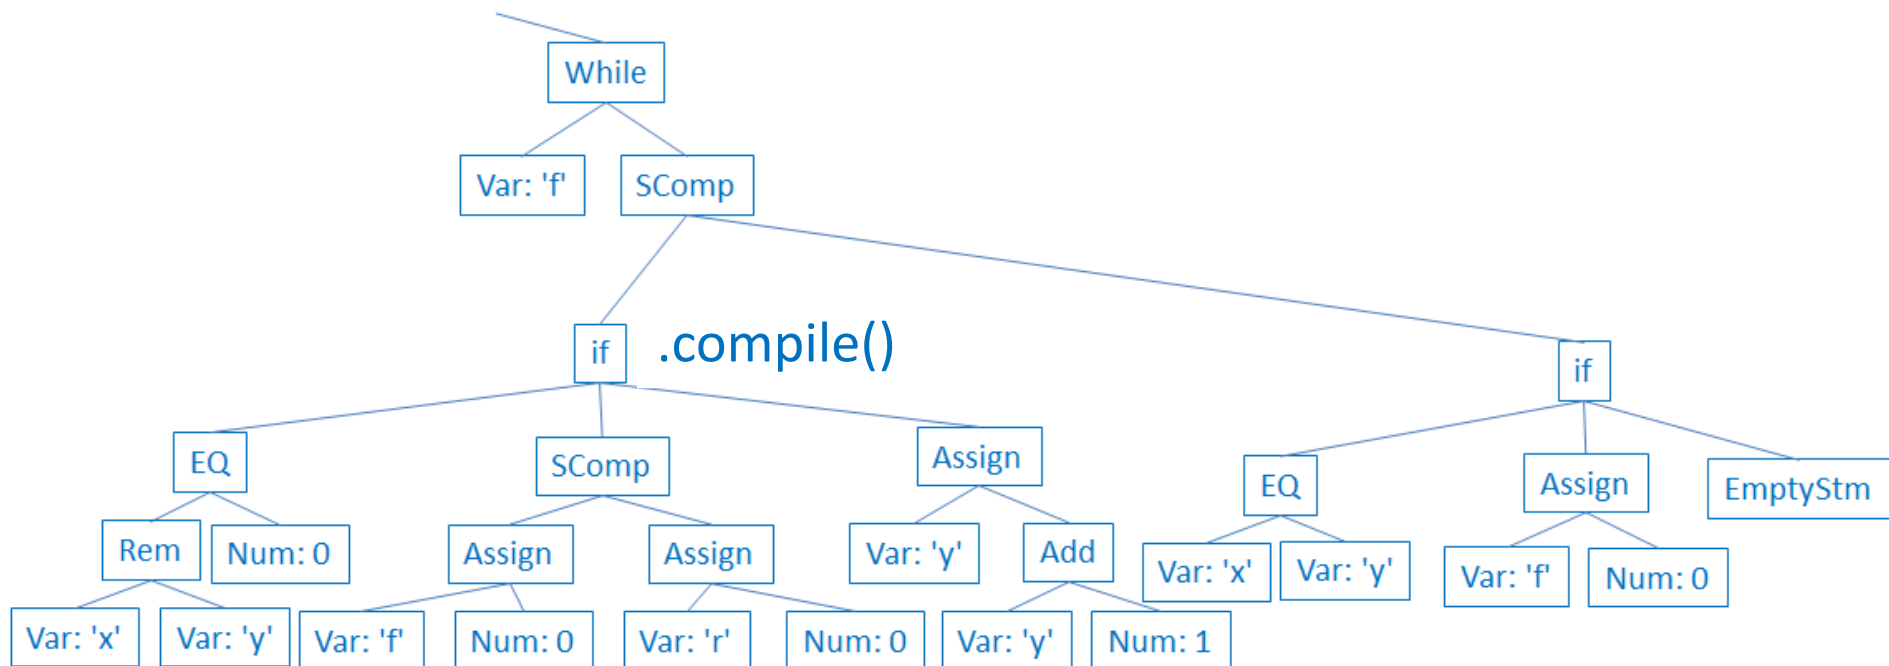 While
Var: 'f'
SComp
if
.compile()
if
EQ
SComp
Assign
EQ
Assign
EmptyStm
Rem
Num: 0
Assign
Assign
Var: 'y'
Add
Var: 'x'
Var: 'y'
Var: 'f'
Num: 0
Var: 'x'
Var: 'y'
Var: 'f'
Num: 0
Var: 'r'
Num: 0
Var: 'y'
Num: 1